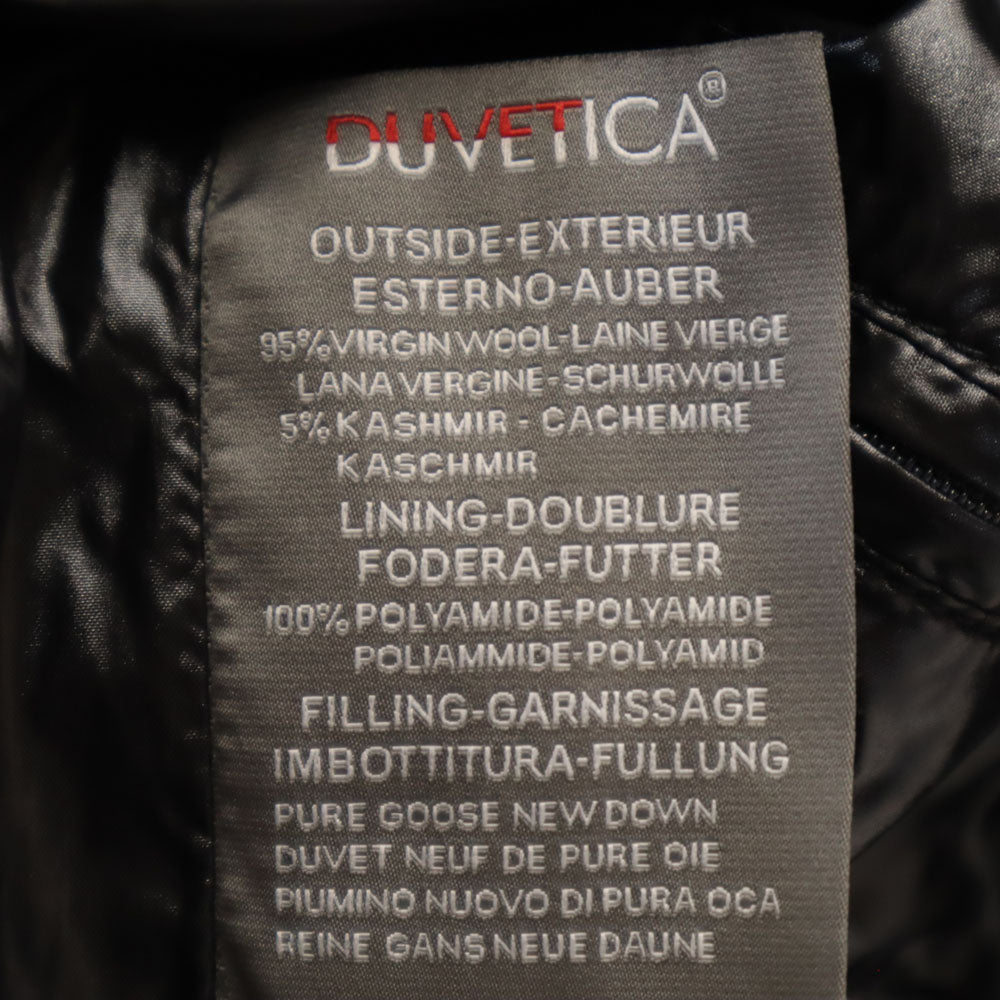 DUVETICA®
OUTSIDE-EXTERIEUR
ESTERNO-AUBER
95%VIRGIN WOOL-LAINE VIERGE
LANA VERGINE-SCHURWOLLE
5% KASHMIR - CACHEMIRE
KASCHMIR
LINING-DOUBLURE
FODERA-FUTTER
100% POLYAMIDE-POLYAMIDE
POLIAMMIDE-POLYAMID
FILLING-GARNISSAGE
IMBOTTITURA-FULLUNG
PURE GOOSE NEW DOWN
DUVET NEUF DE PURE OIE
PIUMINO NUOVO DI PURA OCA
REINE GANS NEUE DAUNE